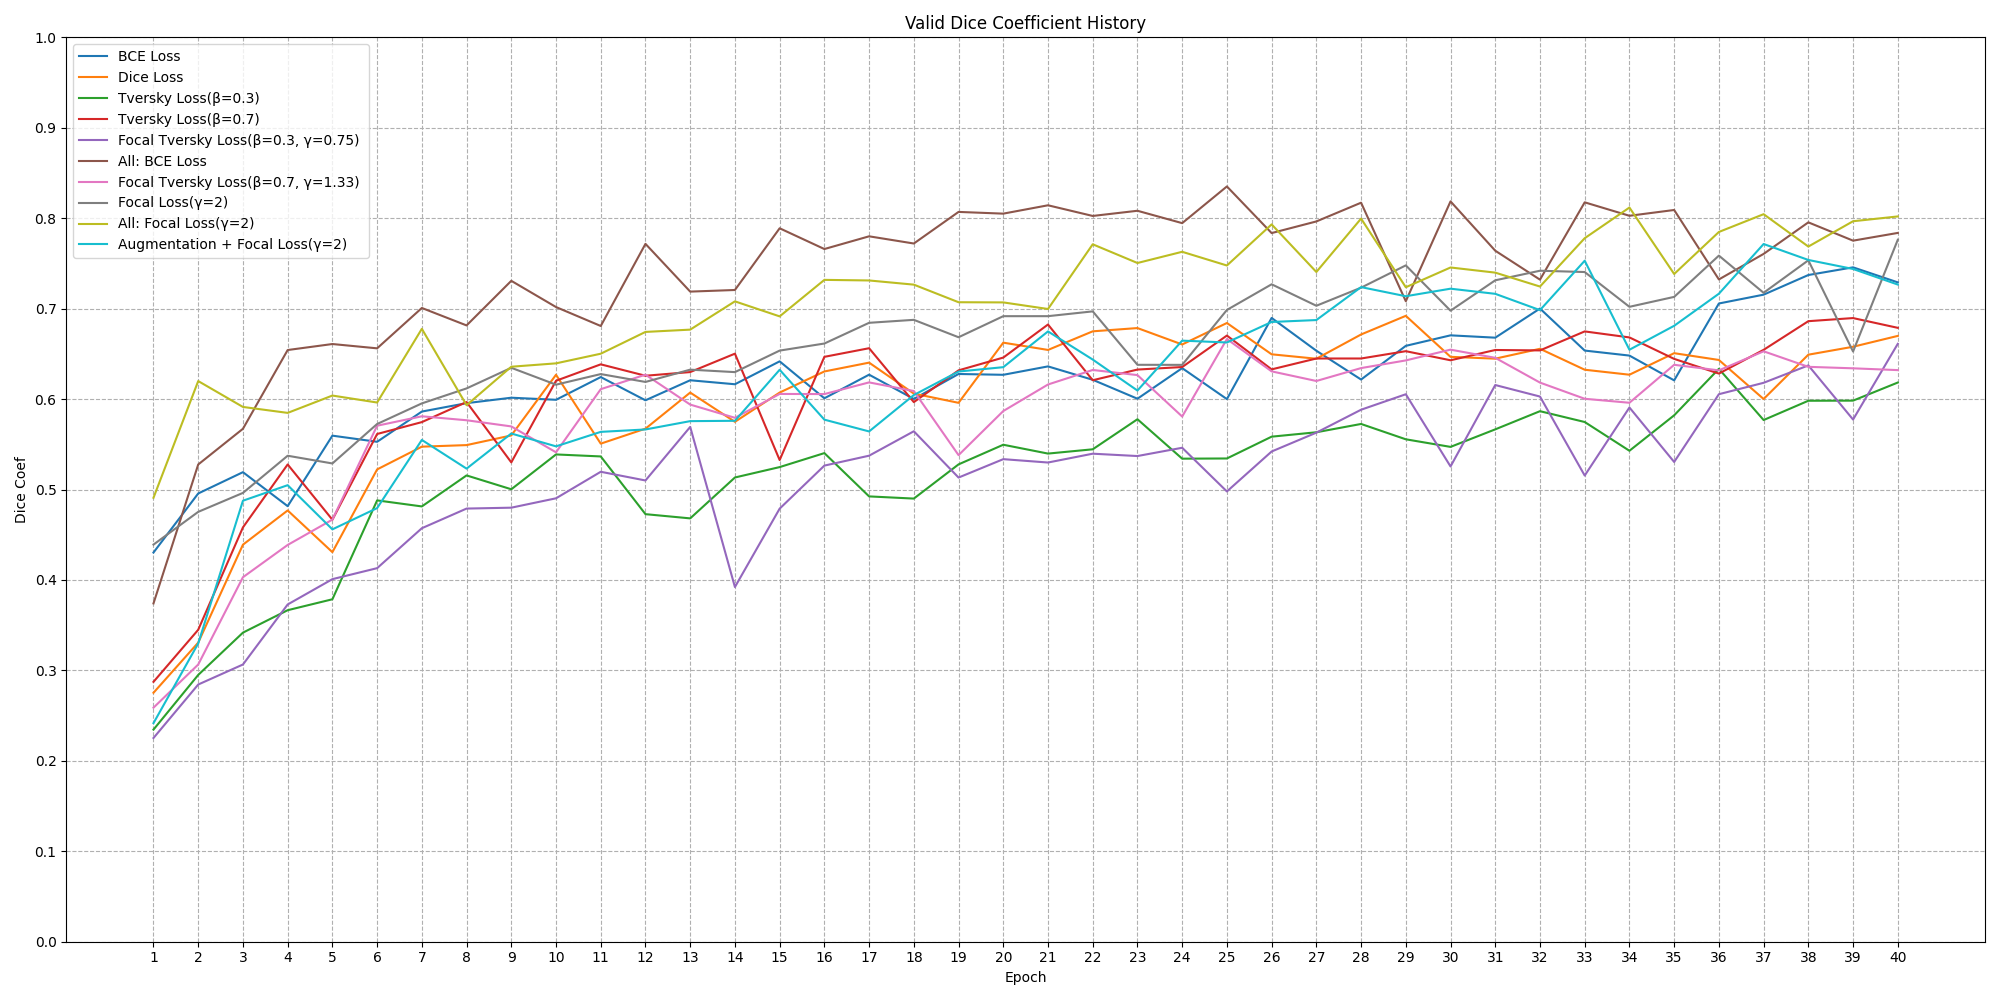 Valid Dice Coefficient History
1.0
0.9
0.8
0.7
0.6
0.5
0.4
0.3
0.2
0.1
0.0
Dice Coef
BCE Loss
Dice Loss
Tversky Loss(β=0.3)
Tversky Loss(β=0.7)
Focal Tversky Loss(β=0.3, γ=0.75)
All: BCE Loss
Focal Tversky Loss(β=0.7, γ=1.33)
Focal Loss(γ=2)
All: Focal Loss(γ=2)
Augmentation + Focal Loss(γ=2)
1 2 3 4 5 6 7 8 9 10 11 12 13 14 15 16 17 18 19 20 21 22 23 24 25 26 27 28 29 30 31 32 33 34 35 36 37 38 39 40
Epoch